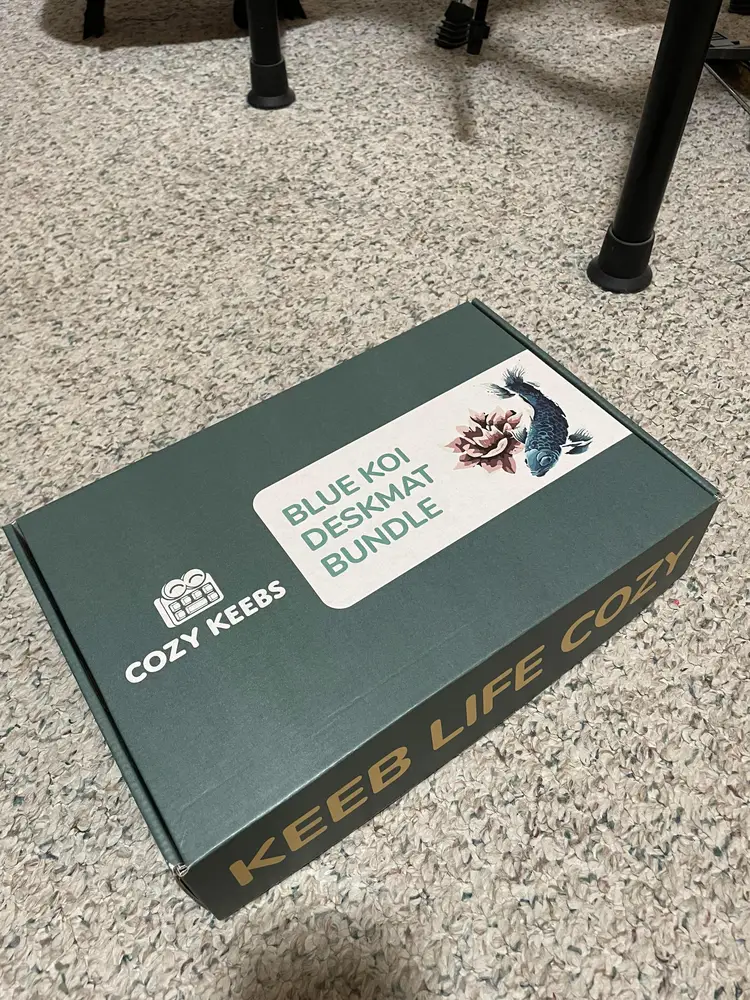 BLUE KOI
DESKMAT
BUNDLE
COZY KEEBS
KEEB LIFE COZY